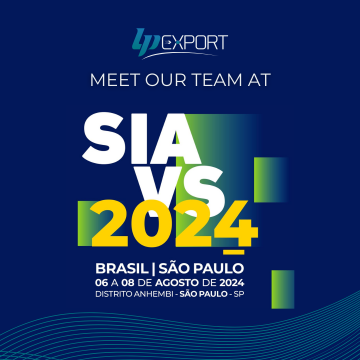 LP EXPORT
MEET OUR TEAM AT
SIA
VS
2024
BRASIL | SÃO PAULO
06 A 08 DE AGOSTO DE 2024
DISTRITO ANHEMBI - SÃO PAULO - SP